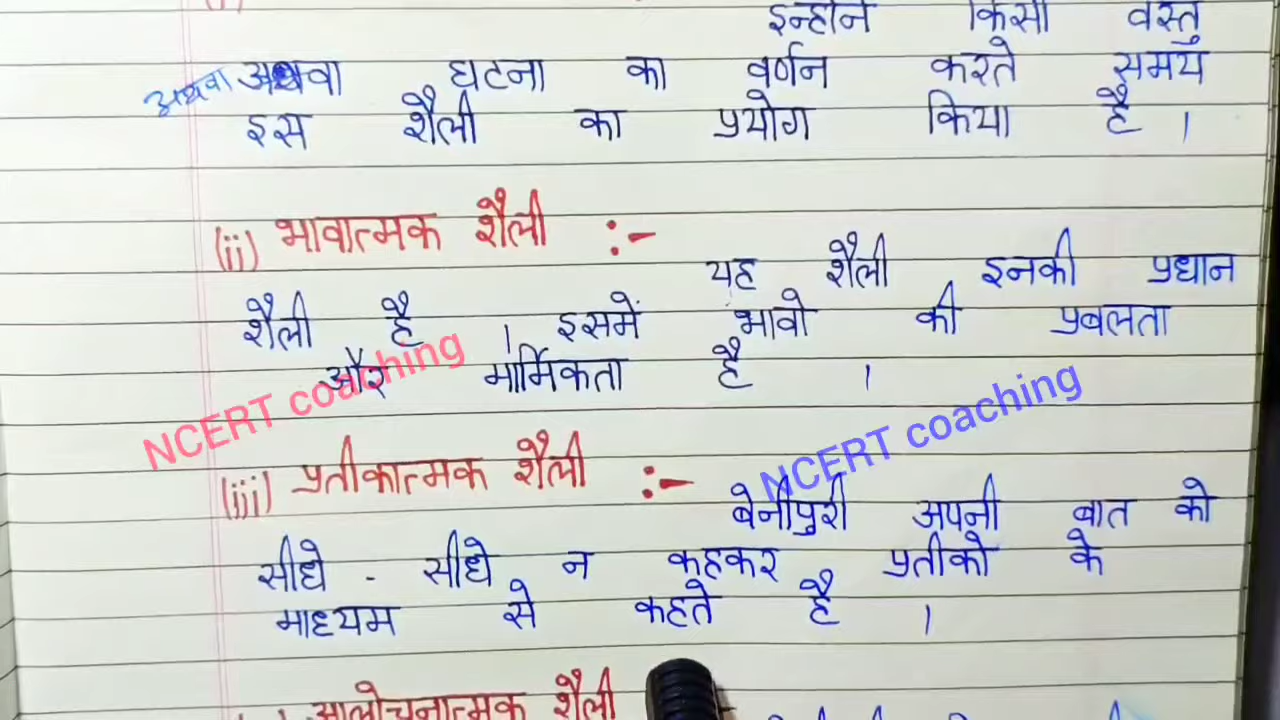 इन्होंने किसी वस्तु
अथवा अथवा घटना का वर्णन करते समय
इस शैली का प्रयोग किया है ।
(ii) भावात्मक शैली :-
यह शैली इनकी प्रधान
शैली है । इसमें भावो की प्रबलता
और मार्मिकता है ।
NCERT coaching
NCERT coaching
(iii) प्रतीकात्मक शैली :-
बेनीपुरी अपनी बात को
सीधे - सीधे न कहकर प्रतीको के
माध्यम से कहते है ।
आलोचनात्मक शैली